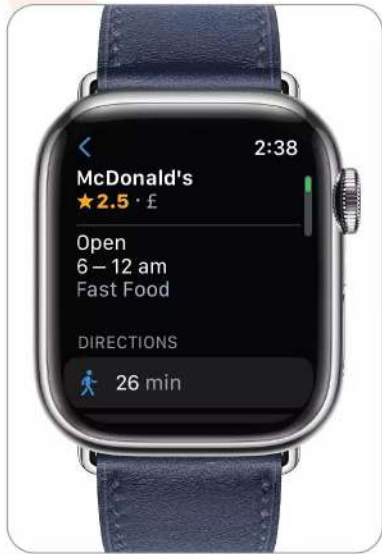 2:38
McDonald's
★2.5 · £
Open
6 – 12 am
Fast Food
DIRECTIONS
26 min